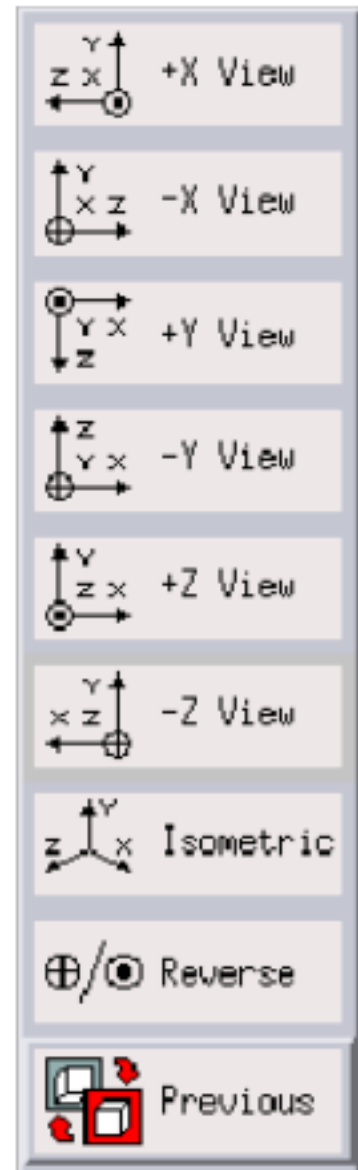 Y
Z X +X View
Y
X Z -X View
Y X +Y View
Z
Z
Y X -Y View
Y
Z X +Z View
Y
X Z -Z View
Y
Z X Isometric
Reverse
Previous